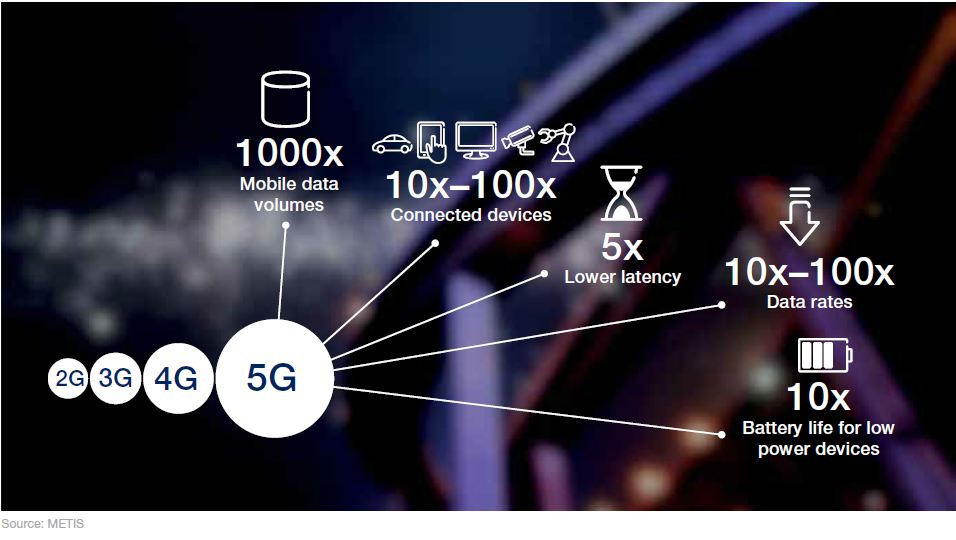 1000x
Mobile data
volumes
10x–100x
Connected devices
5x
Lower latency
10x–100x
Data rates
10x
Battery life for low
power devices
2G
3G
4G
5G
Source: METIS